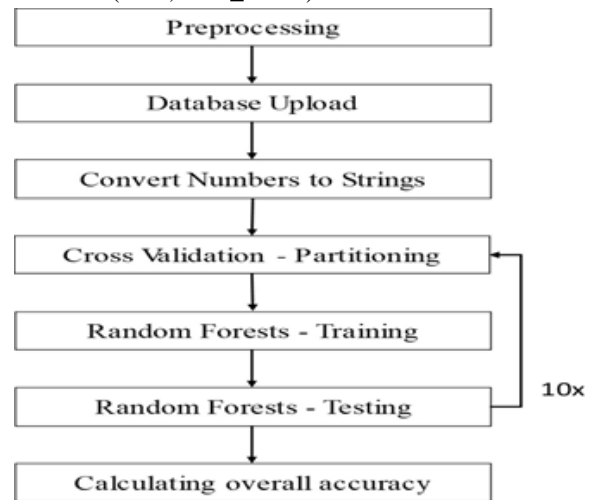 Preprocessing
Database Upload
Convert Numbers to Strings
Cross Validation - Partitioning
Random Forests - Training
Random Forests - Testing
10x
Calculating overall accuracy